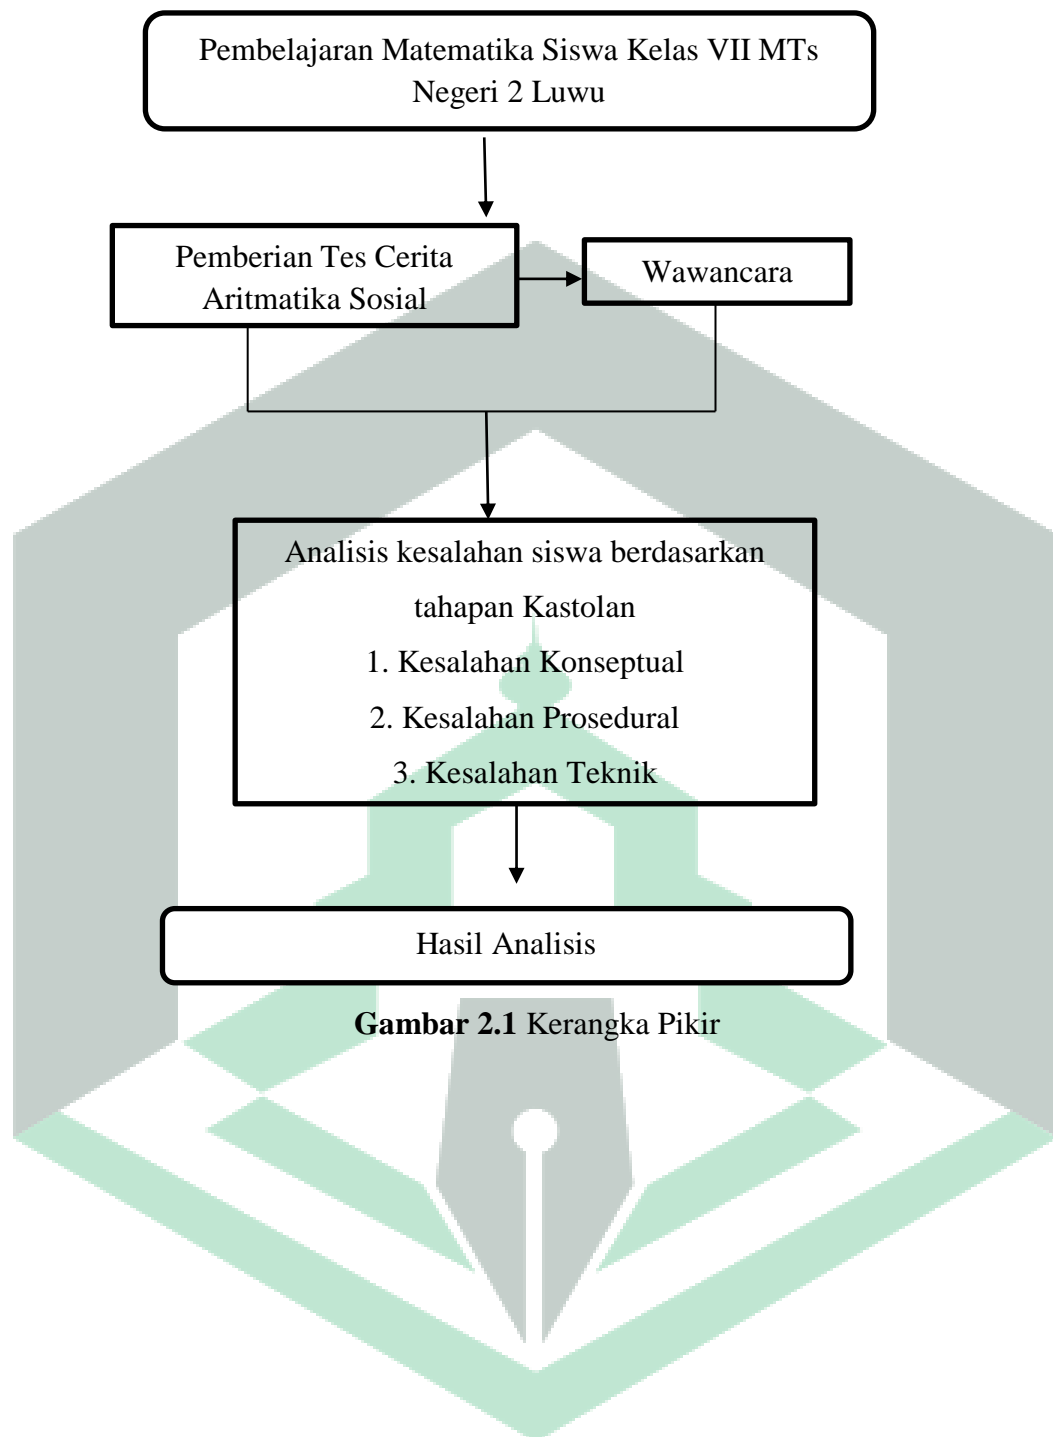 Pembelajaran Matematika Siswa Kelas VII MTs
Negeri 2 Luwu
Pemberian Tes Cerita
Aritmatika Sosial
Wawancara
Analisis kesalahan siswa berdasarkan
tahapan Kastolan
1. Kesalahan Konseptual
2. Kesalahan Prosedural
3. Kesalahan Teknik
Hasil Analisis
Gambar 2.1 Kerangka Pikir